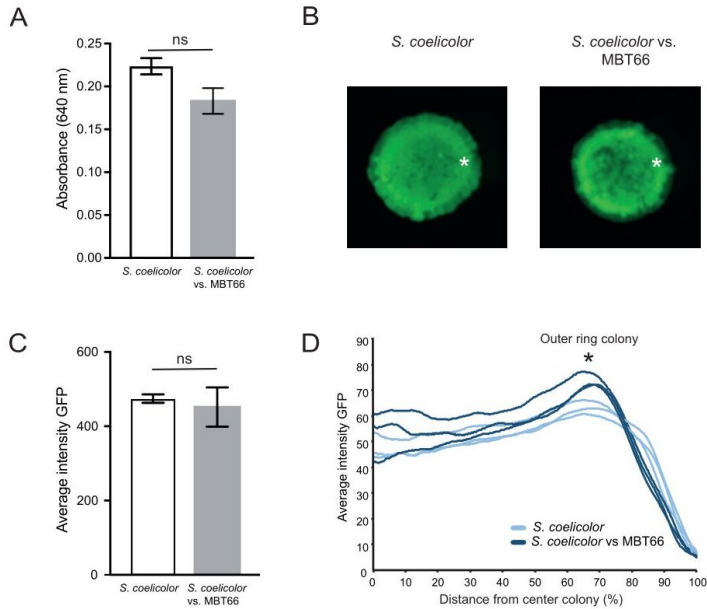 A
ns
0.25
0.20
0.15
0.10
0.05
0.00
Absorbance (640 nm)
S. coelicolor
S. coelicolor
vs. MBT66
B
S. coelicolor
S. coelicolor vs.
MBT66
*
*
C
ns
600
400
200
0
Average intensity GFP
S. coelicolor
S. coelicolor
vs. MBT66
D
Outer ring colony
*
90
80
70
60
50
40
30
20
10
0
Average intensity GFP
S. coelicolor
S. coelicolor vs MBT66
0 10 20 30 40 50 60 70 80 90 100
Distance from center colony (%)